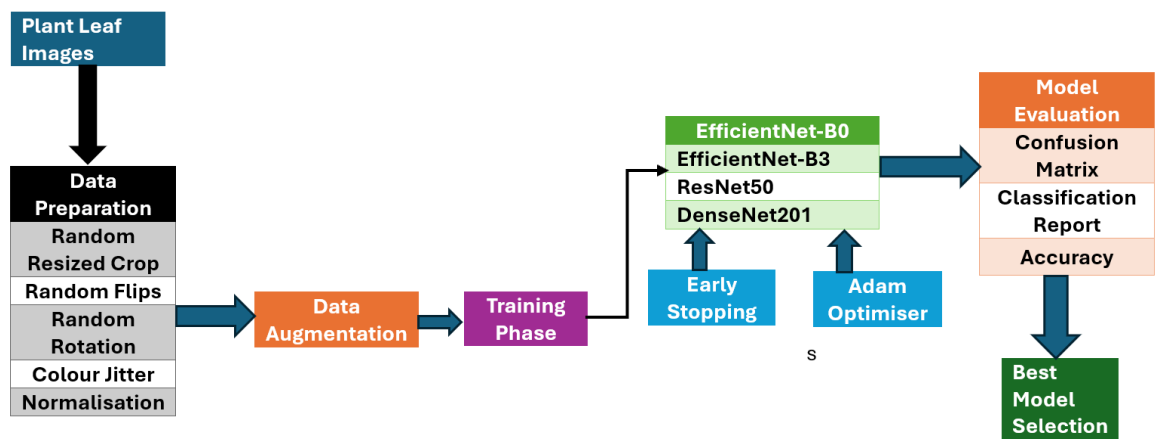 Plant Leaf
Images
Data
Preparation
Random
Resized Crop
Random Flips
Random
Rotation
Colour Jitter
Normalisation
Data
Augmentation
Training
Phase
EfficientNet-B0
EfficientNet-B3
ResNet50
DenseNet201
Early
Stopping
Adam
Optimiser
s
Model
Evaluation
Confusion
Matrix
Classification
Report
Accuracy
Best
Model
Selection